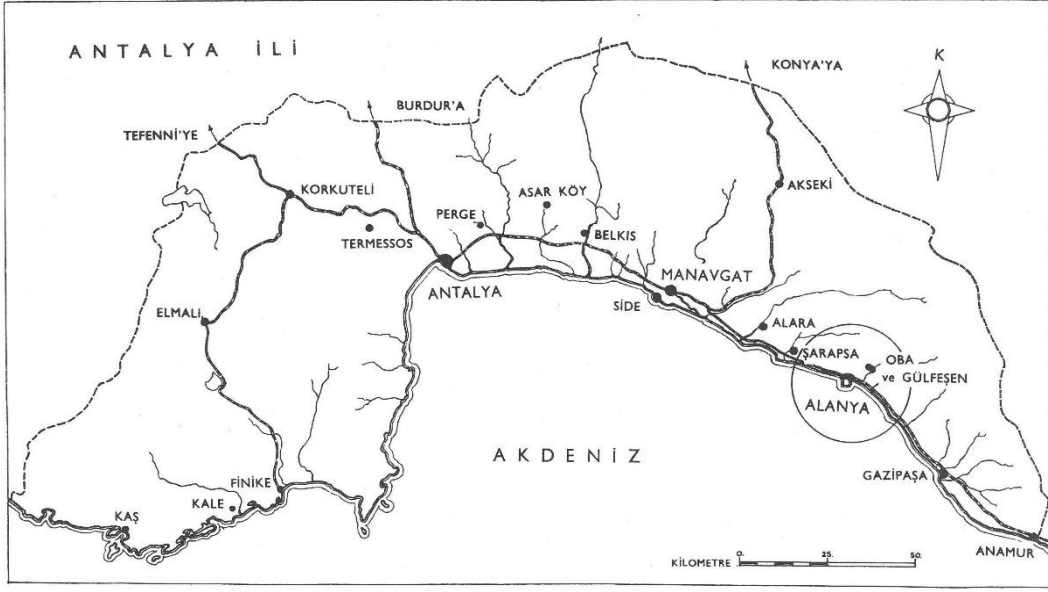 ANTALYA İLİ
K
KONYA'YA
BURDUR'A
TEFENNİ'YE
KORKUTELİ
ASAR KÖY
AKSEKİ
PERGE
TERMESSOS
BELKIS
MANAVGAT
ANTALYA
SİDE
ELMALİ
ALARA
ŞARAPSA
OBA
ve GÜLFEŞEN
ALANYA
AKDENİZ
GAZİPAŞA
FİNİKE
KALE
KAŞ
ANAMUR
KİLOMETRE 0. 25. 50.